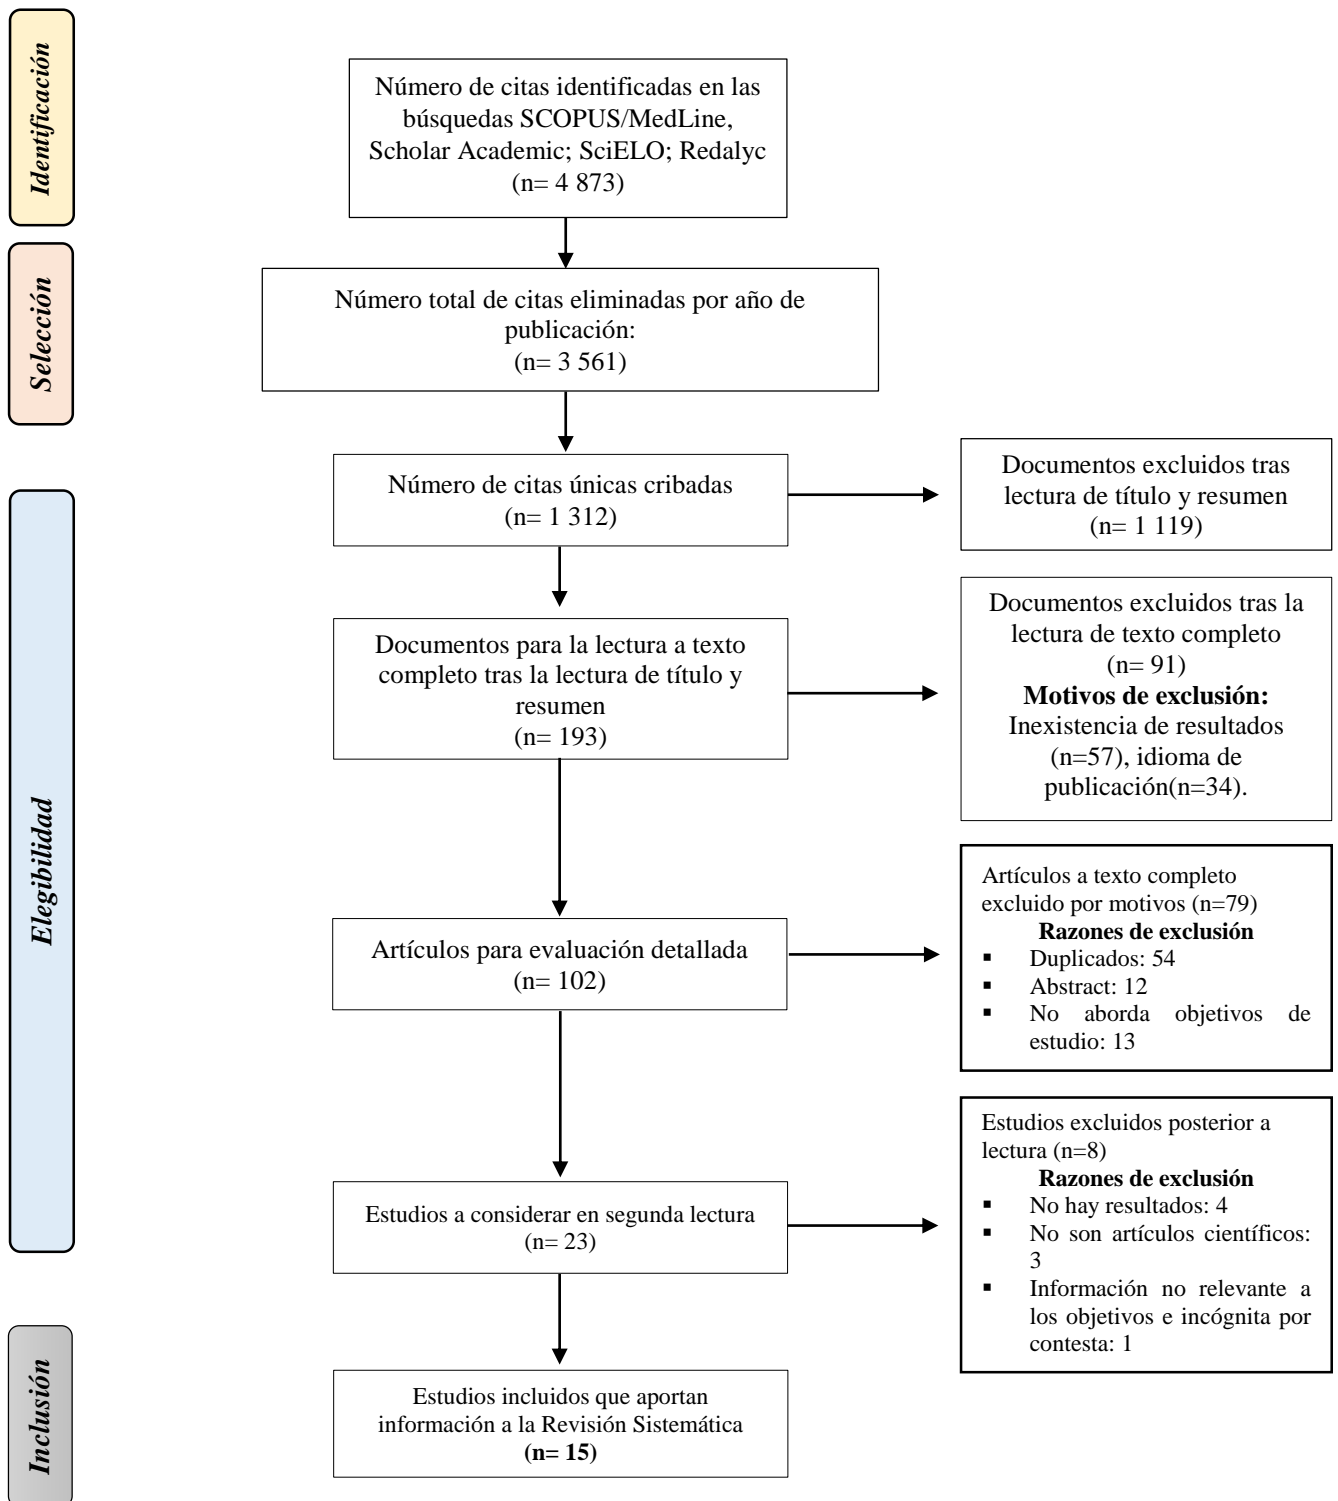 Identificación
Número de citas identificadas en las
búsquedas SCOPUS/MedLine,
Scholar Academic; SciELO; Redalyc
(n= 4 873)
Selección
Número total de citas eliminadas por año de
publicación:
(n= 3 561)
Elegibilidad
Número de citas únicas cribadas
(n= 1 312)
Documentos excluidos tras
lectura de título y resumen
(n= 1 119)
Documentos para la lectura a texto
completo tras la lectura de título y
resumen
(n= 193)
Documentos excluidos tras la
lectura de texto completo
(n= 91)
Motivos de exclusión:
Inexistencia de resultados
(n=57), idioma de
publicación(n=34).
Artículos para evaluación detallada
(n= 102)
Artículos a texto completo
excluido por motivos (n=79)
Razones de exclusión
▪ Duplicados: 54
▪ Abstract: 12
▪ No aborda objetivos de
estudio: 13
Estudios a considerar en segunda lectura
(n= 23)
Estudios excluidos posterior a
lectura (n=8)
Razones de exclusión
▪ No hay resultados: 4
▪ No son artículos científicos:
3
▪ Información no relevante a
los objetivos e incógnita por
contesta: 1
Inclusión
Estudios incluidos que aportan
información a la Revisión Sistemática
(n= 15)